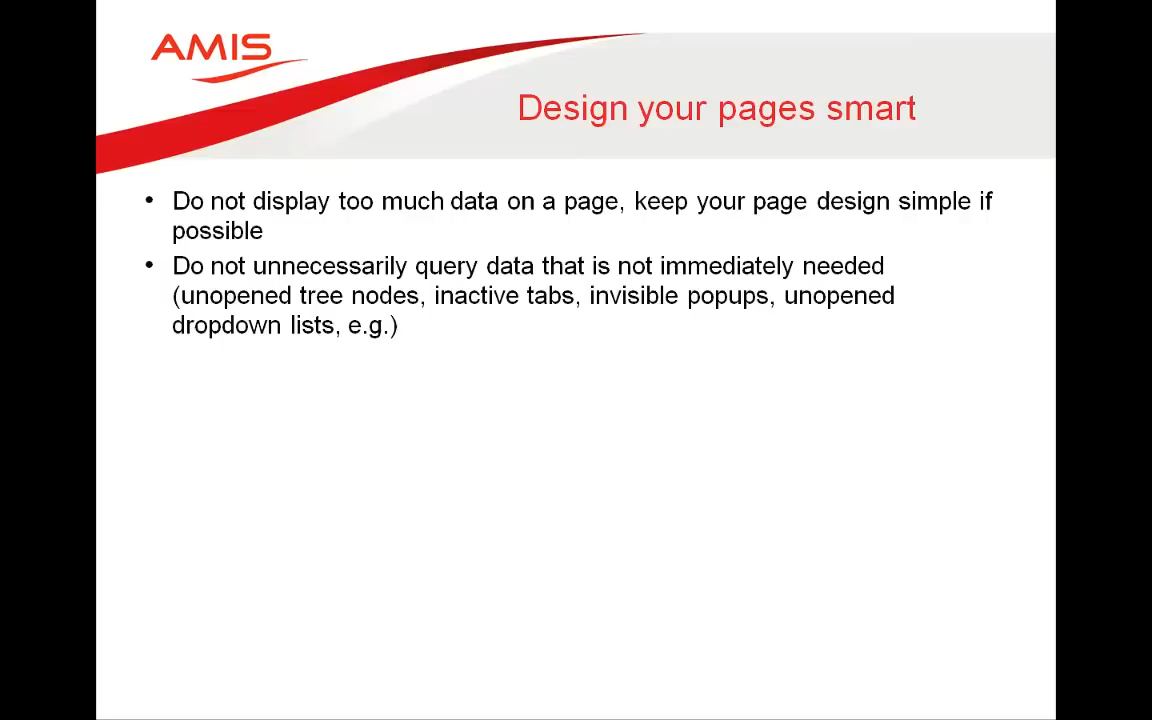 AMIS
Design your pages smart
• Do not display too much data on a page, keep your page design simple if
possible
• Do not unnecessarily query data that is not immediately needed
(unopened tree nodes, inactive tabs, invisible popups, unopened
dropdown lists, e.g.)